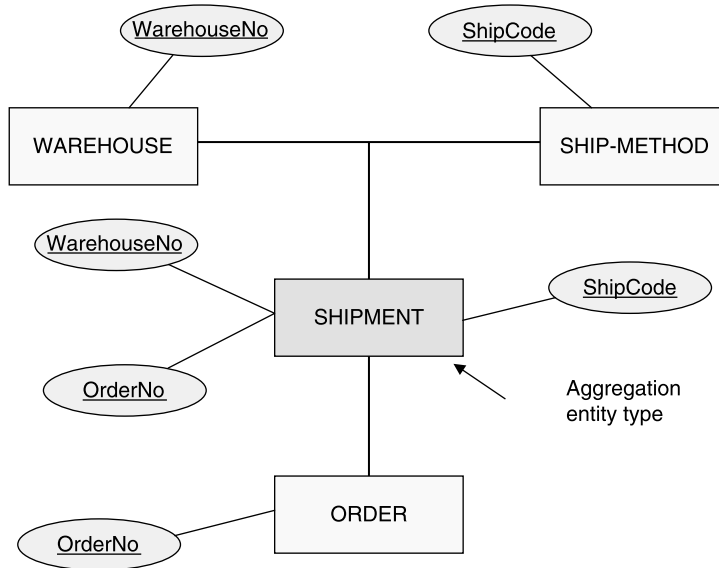 WarehouseNo
ShipCode
WAREHOUSE
SHIP-METHOD
WarehouseNo
ShipCode
SHIPMENT
OrderNo
Aggregation
entity type
ORDER
OrderNo